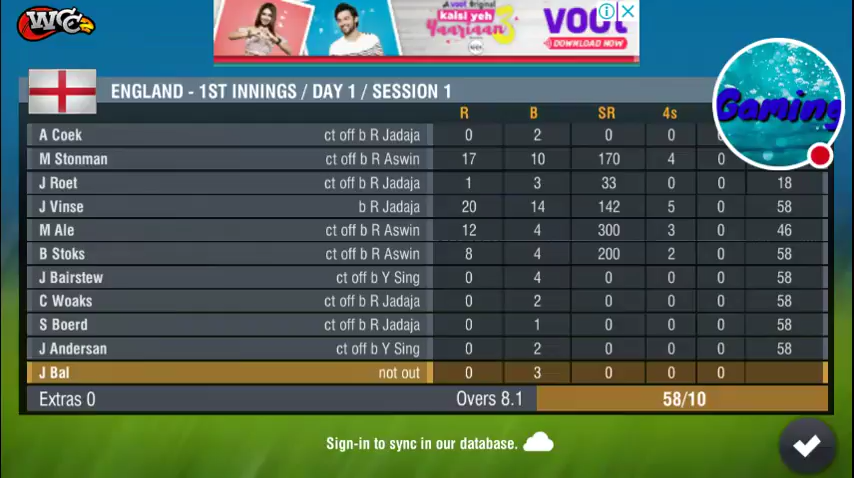 WCC
A voot Original
Kaisi Yeh
Yaariaan 3
VOOT
DOWNLOAD NOW
ENGLAND - 1ST INNINGS / DAY 1 / SESSION 1
R B SR 4s
Gaming
A Coek ct off b R Jadaja 0 2 0 0 0
M Stonman ct off b R Aswin 17 10 170 4 0
J Roet ct off b R Jadaja 1 3 33 0 0 18
J Vinse b R Jadaja 20 14 142 5 0 58
M Ale ct off b R Aswin 12 4 300 3 0 46
B Stoks ct off b R Aswin 8 4 200 2 0 58
J Bairstew ct off b Y Sing 0 4 0 0 0 58
C Woaks ct off b R Jadaja 0 2 0 0 0 58
S Boerd ct off b R Jadaja 0 1 0 0 0 58
J Andersan ct off b Y Sing 0 2 0 0 0 58
J Bal not out 0 3 0 0 0
Extras 0 Overs 8.1 58/10
Sign-in to sync in our database.